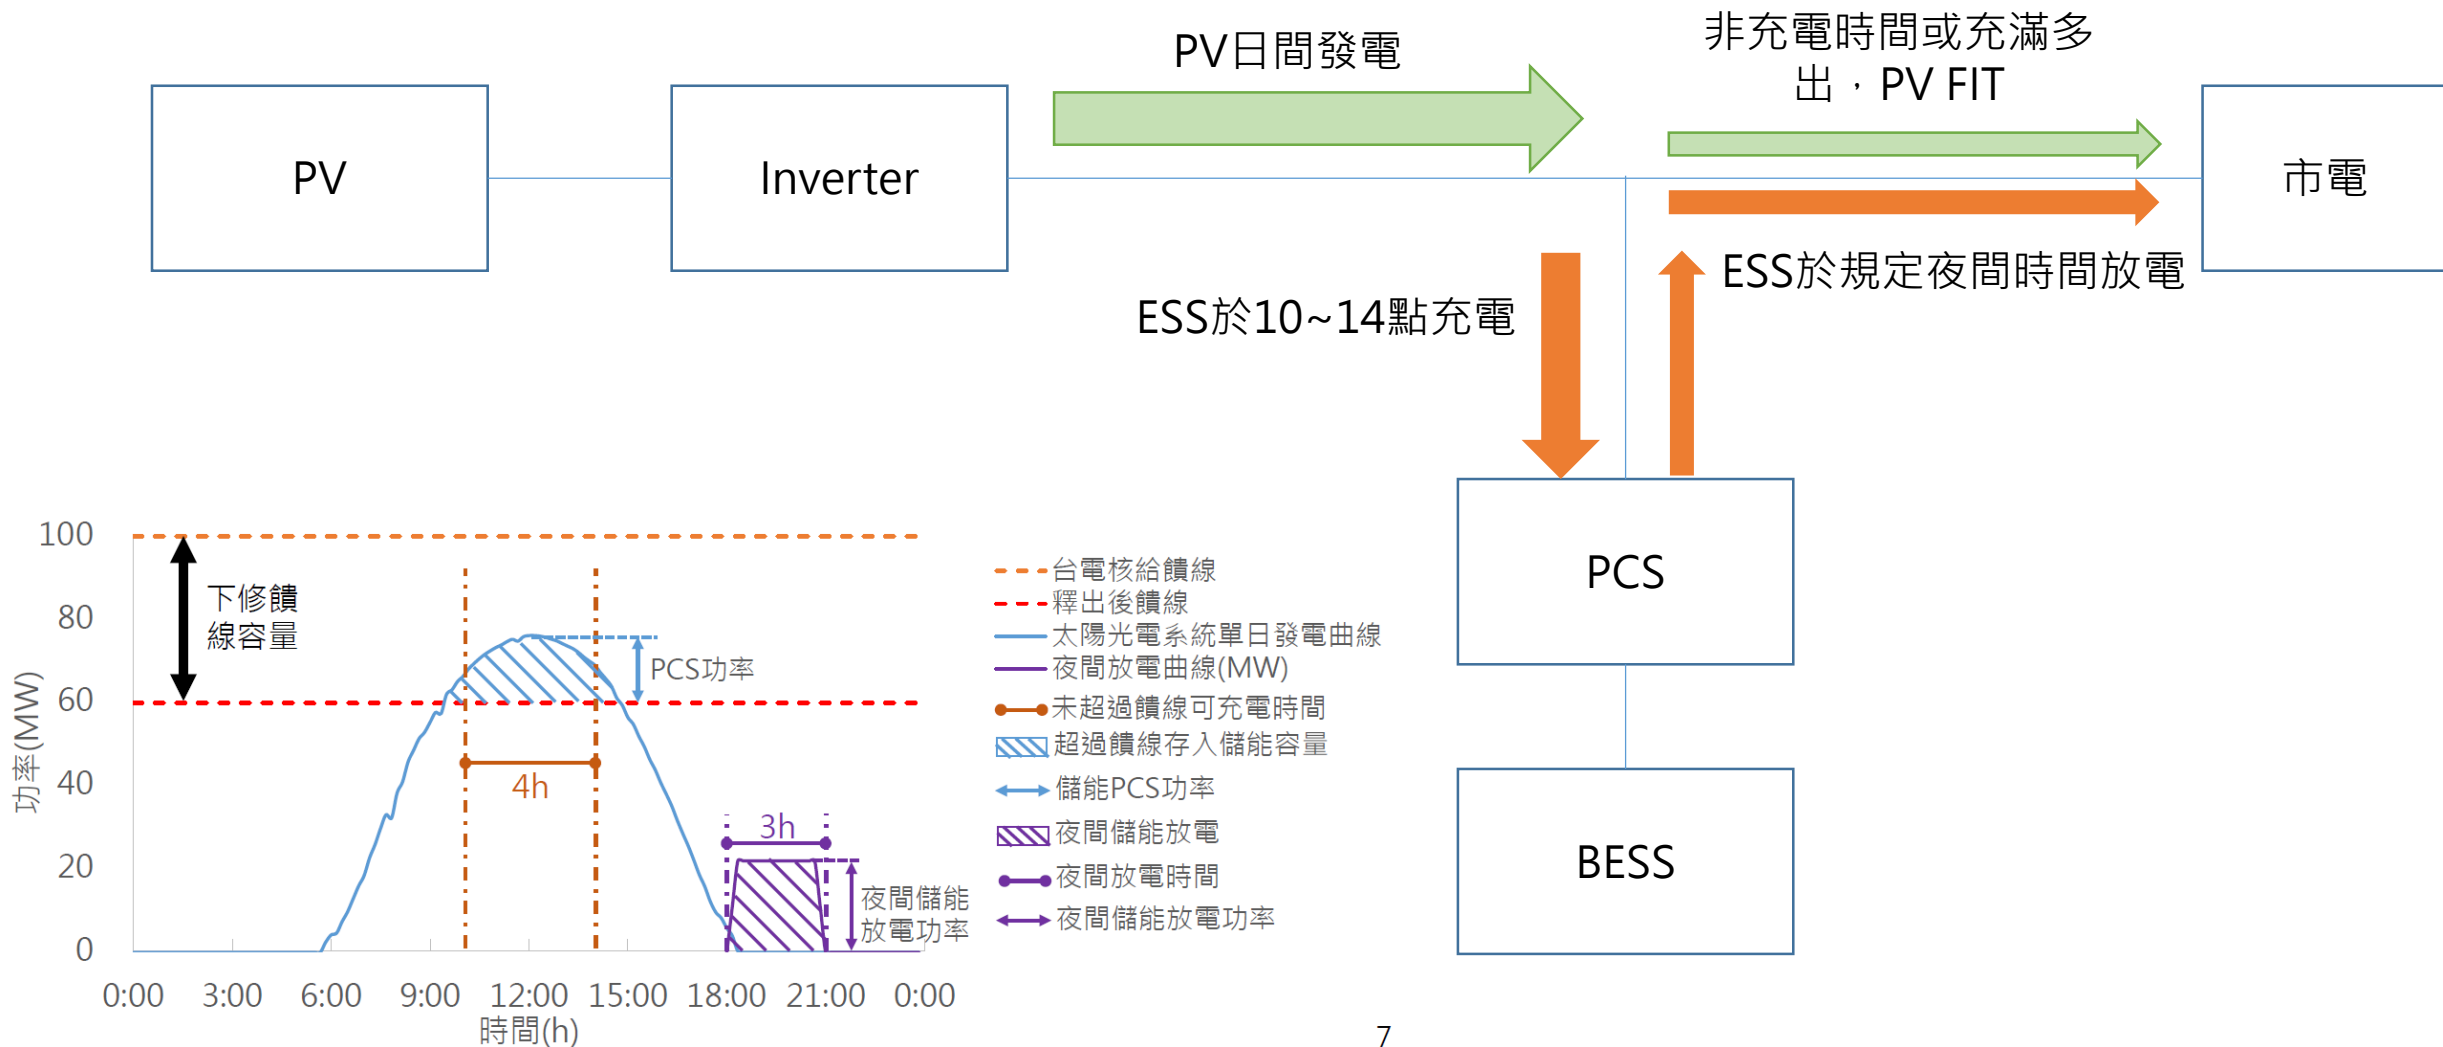 PV日間發電
非充電時間或充滿多
出，PV FIT
PV
Inverter
市電
ESS於規定夜間時間放電
ESS於10~14點充電
PCS
BESS
100
80
60
40
20
0
功率(MW)
下修饋
線容量
PCS功率
4h
3h
夜間儲能
放電功率
0:00
3:00
6:00
9:00
12:00
15:00
18:00
21:00
0:00
時間(h)
台電核給饋線
釋出後饋線
太陽光電系統單日發電曲線
夜間放電曲線(MW)
未超過饋線可充電時間
超過饋線存入儲能容量
儲能PCS功率
夜間儲能放電
夜間放電時間
夜間儲能放電功率
7